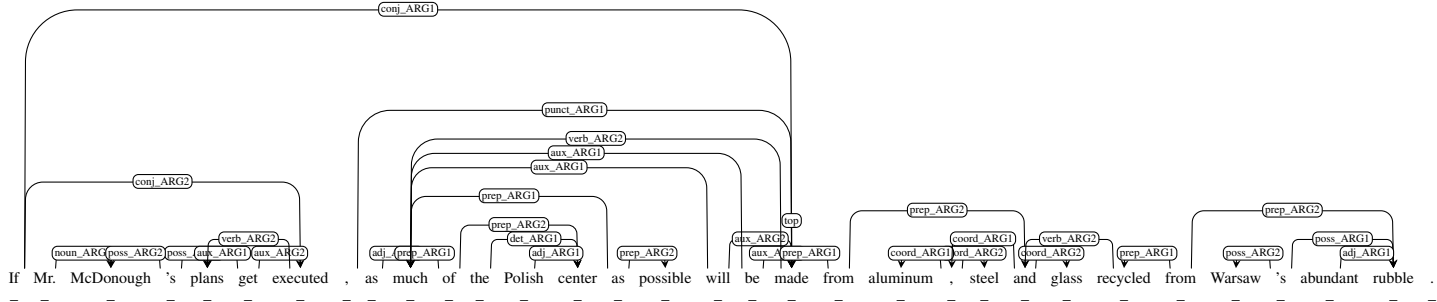 conj_ARG1
punct_ARG1
verb_ARG2
aux_ARG1
aux_ARG1
conj_ARG2
prep_ARG1
prep_ARG2
prep_ARG2
top
prep_ARG2
verb_ARG2
det_ARG1
aux_ARG2
coord_ARG1
verb_ARG2
poss_ARG1
poss_ARG2
aux_ARG1
aux_ARG2
prep_ARG1
adj_ARG1
prep_ARG2
prep_ARG1
coord_ARG1
coord_ARG2
prep_ARG1
poss_ARG2
adj_ARG1
If Mr. McDonough 's plans get executed , as much of the Polish center as possible will be made from aluminum , steel and glass recycled from Warsaw 's abundant rubble .
_ _ _ _ _ _ _ _ _ _ _ _ _ _ _ _ _ _ _ _ _ _ _ _ _ _ _ _ _ _ _ _